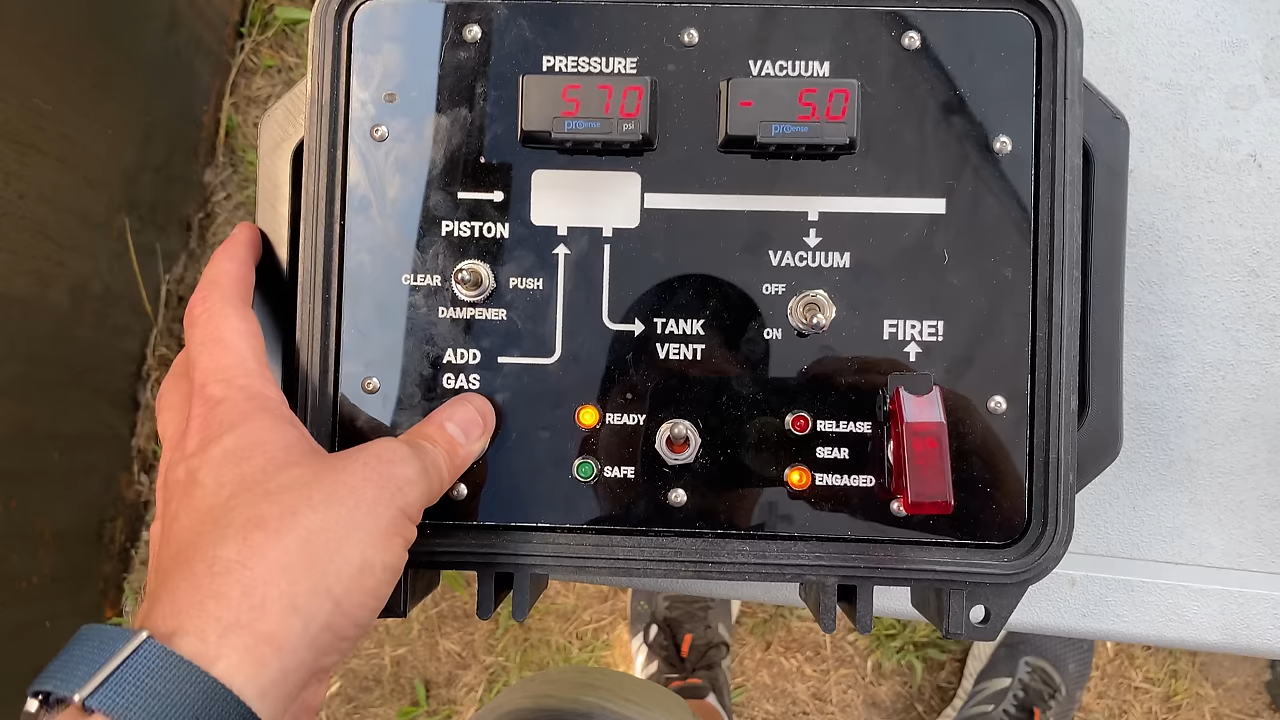 PRESSURE
VACUUM
570
- 5.0
prosense
psi
prosense
PISTON
VACUUM
CLEAR
PUSH
DAMPENER
OFF
ON
TANK
VENT
FIRE!
ADD
GAS
READY
RELEASE
SEAR
SAFE
ENGAGED